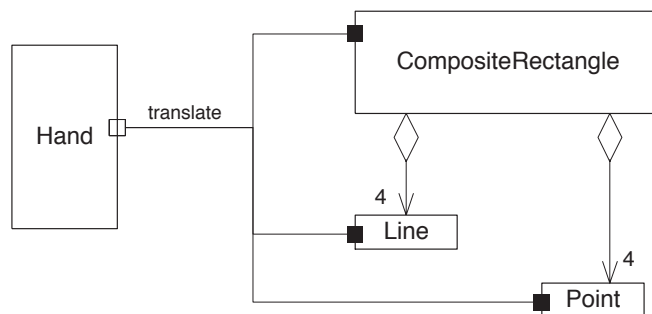 CompositeRectangle
translate
Hand
4
Line
4
Point